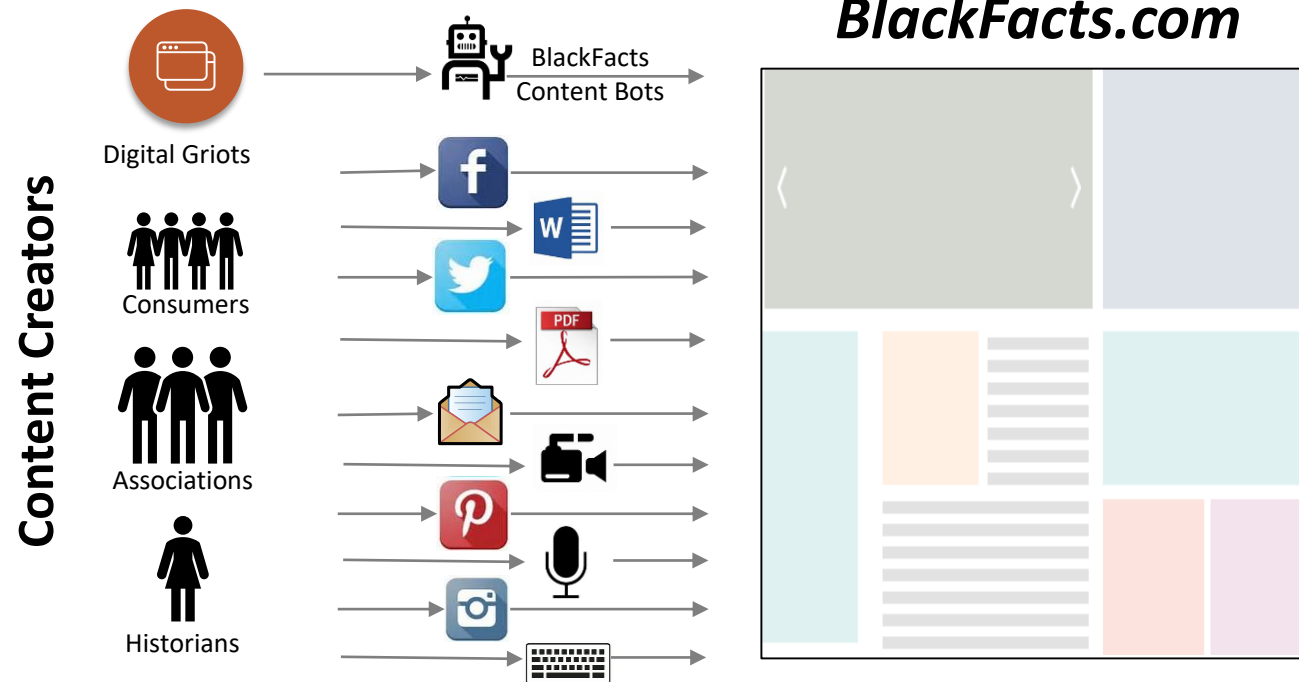 BlackFacts.com
Content Creators
BlackFacts
Content Bots
Digital Griots
f
W
Consumers
PDF
Associations
Historians